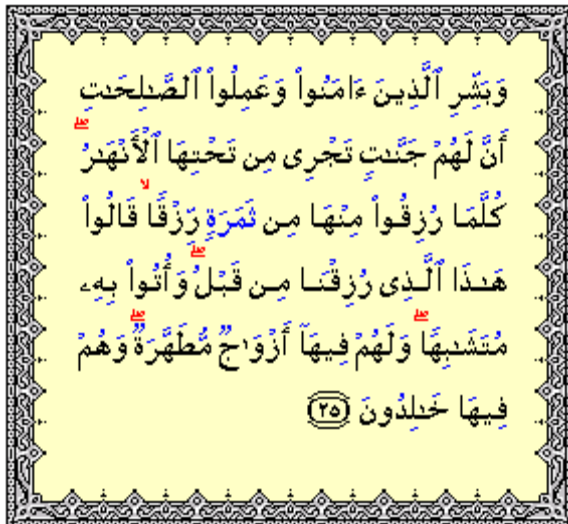 وَبَشِّرِ ٱلَّذِينَ ءَامَنُوا۟ وَعَمِلُوا۟ ٱلصَّـٰلِحَـٰتِ
أَنَّ لَهُمْ جَنَّـٰتٍ تَجْرِى مِن تَحْتِهَا ٱلْأَنْهَـٰرُ ۖ
كُلَّمَا رُزِقُوا۟ مِنْهَا مِن ثَمَرَةٍ رِّزْقًا ۙ قَالُوا۟
هَـٰذَا ٱلَّذِى رُزِقْنَا مِن قَبْلُ ۖ وَأُتُوا۟ بِهِۦ
مُتَشَـٰبِهًا ۖ وَلَهُمْ فِيهَآ أَزْوَٰجٌ مُّطَهَّرَةٌ ۖ وَهُمْ
فِيهَا خَـٰلِدُونَ ﴿٢٥﴾